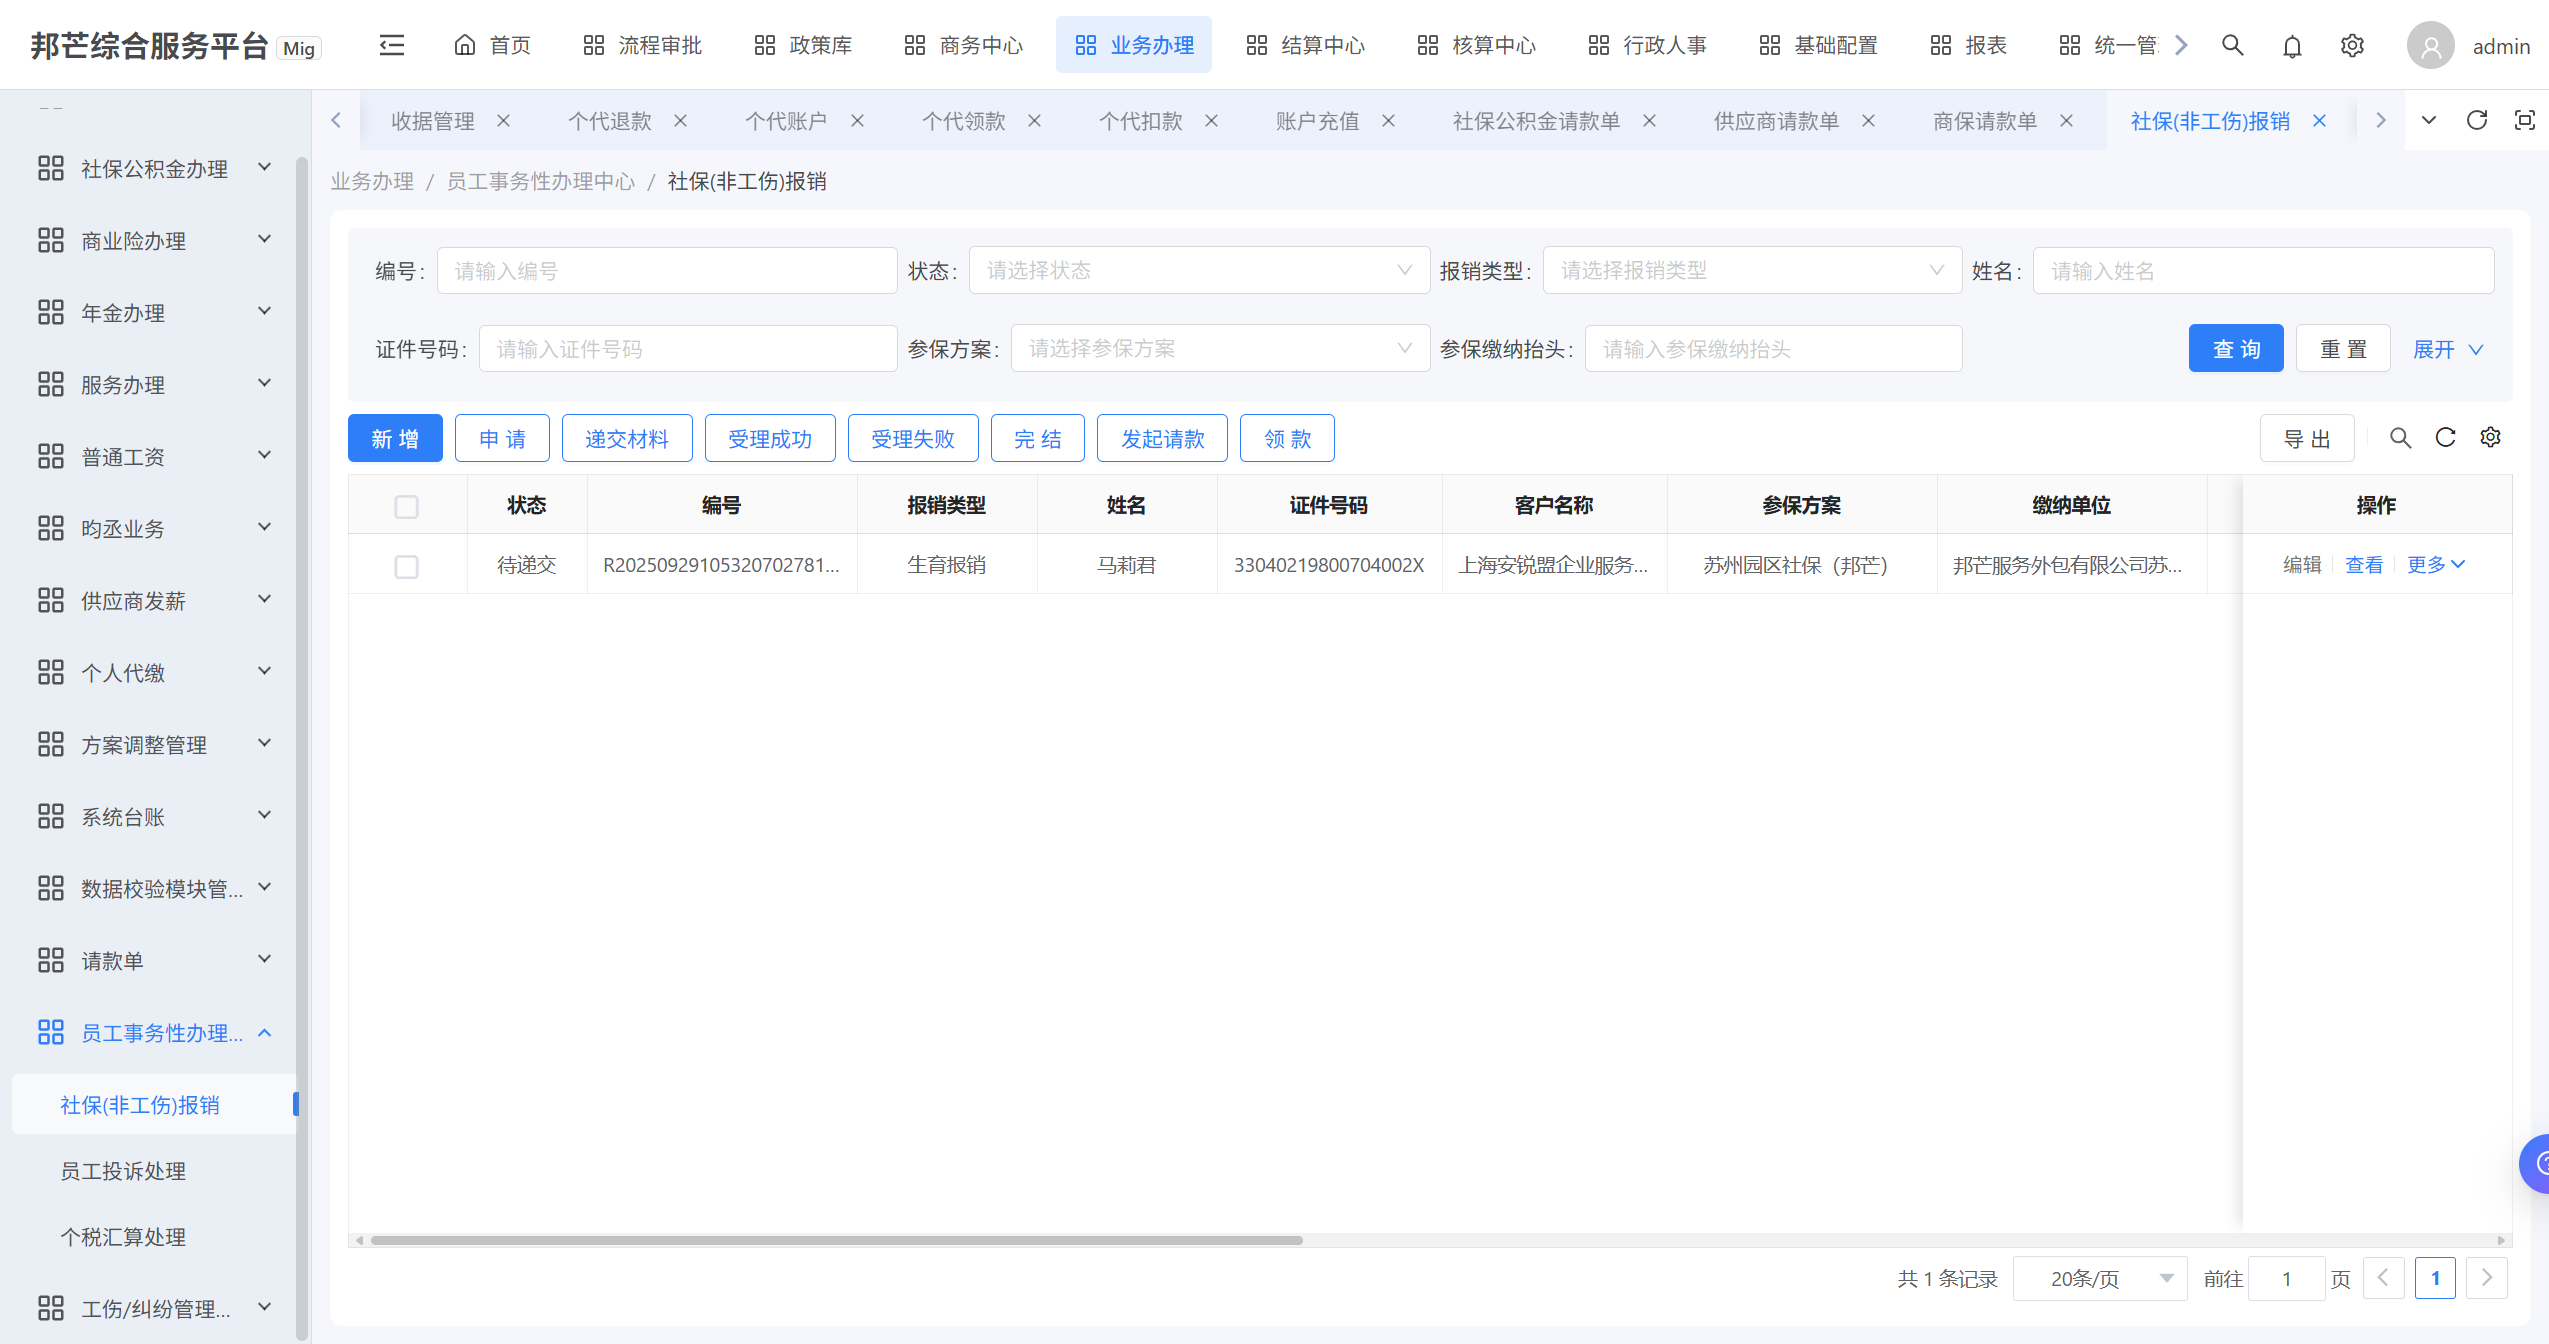 邦芒综合服务平台 Mig
首页 流程审批 政策库 商务中心 业务办理 结算中心 核算中心 行政人事 基础配置 报表 统一管
admin
收据管理 个代退款 个代账户 个代领款 个代扣款 账户充值 社保公积金请款单 供应商请款单 商保请款单 社保(非工伤)报销
业务办理 / 员工事务性办理中心 / 社保(非工伤)报销
社保公积金办理
商业险办理
年金办理
服务办理
普通工资
昀丞业务
供应商发薪
个人代缴
方案调整管理
系统台账
数据校验模块管...
请款单
员工事务性办理...
社保(非工伤)报销
员工投诉处理
个税汇算处理
工伤/纠纷管理...
编号: 请输入编号 状态: 请选择状态 报销类型: 请选择报销类型 姓名: 请输入姓名
证件号码: 请输入证件号码 参保方案: 请选择参保方案 参保缴纳抬头: 请输入参保缴纳抬头 查 询 重 置 展开
新 增 申 请 递交材料 受理成功 受理失败 完 结 发起请款 领 款 导 出
状态 编号 报销类型 姓名 证件号码 客户名称 参保方案 缴纳单位 操作
待递交 R20250929105320702781... 生育报销 马莉君 33040219800704002X 上海安锐盟企业服务... 苏州园区社保（邦芒） 邦芒服务外包有限公司苏... 编辑 查看 更多
共 1 条记录 20条/页 前往 1 页 1